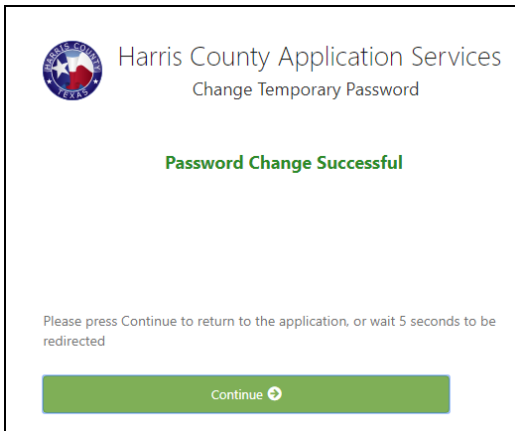 HARRIS COUNTY
TEXAS
Harris County Application Services
Change Temporary Password
Password Change Successful
Please press Continue to return to the application, or wait 5 seconds to be
redirected
Continue